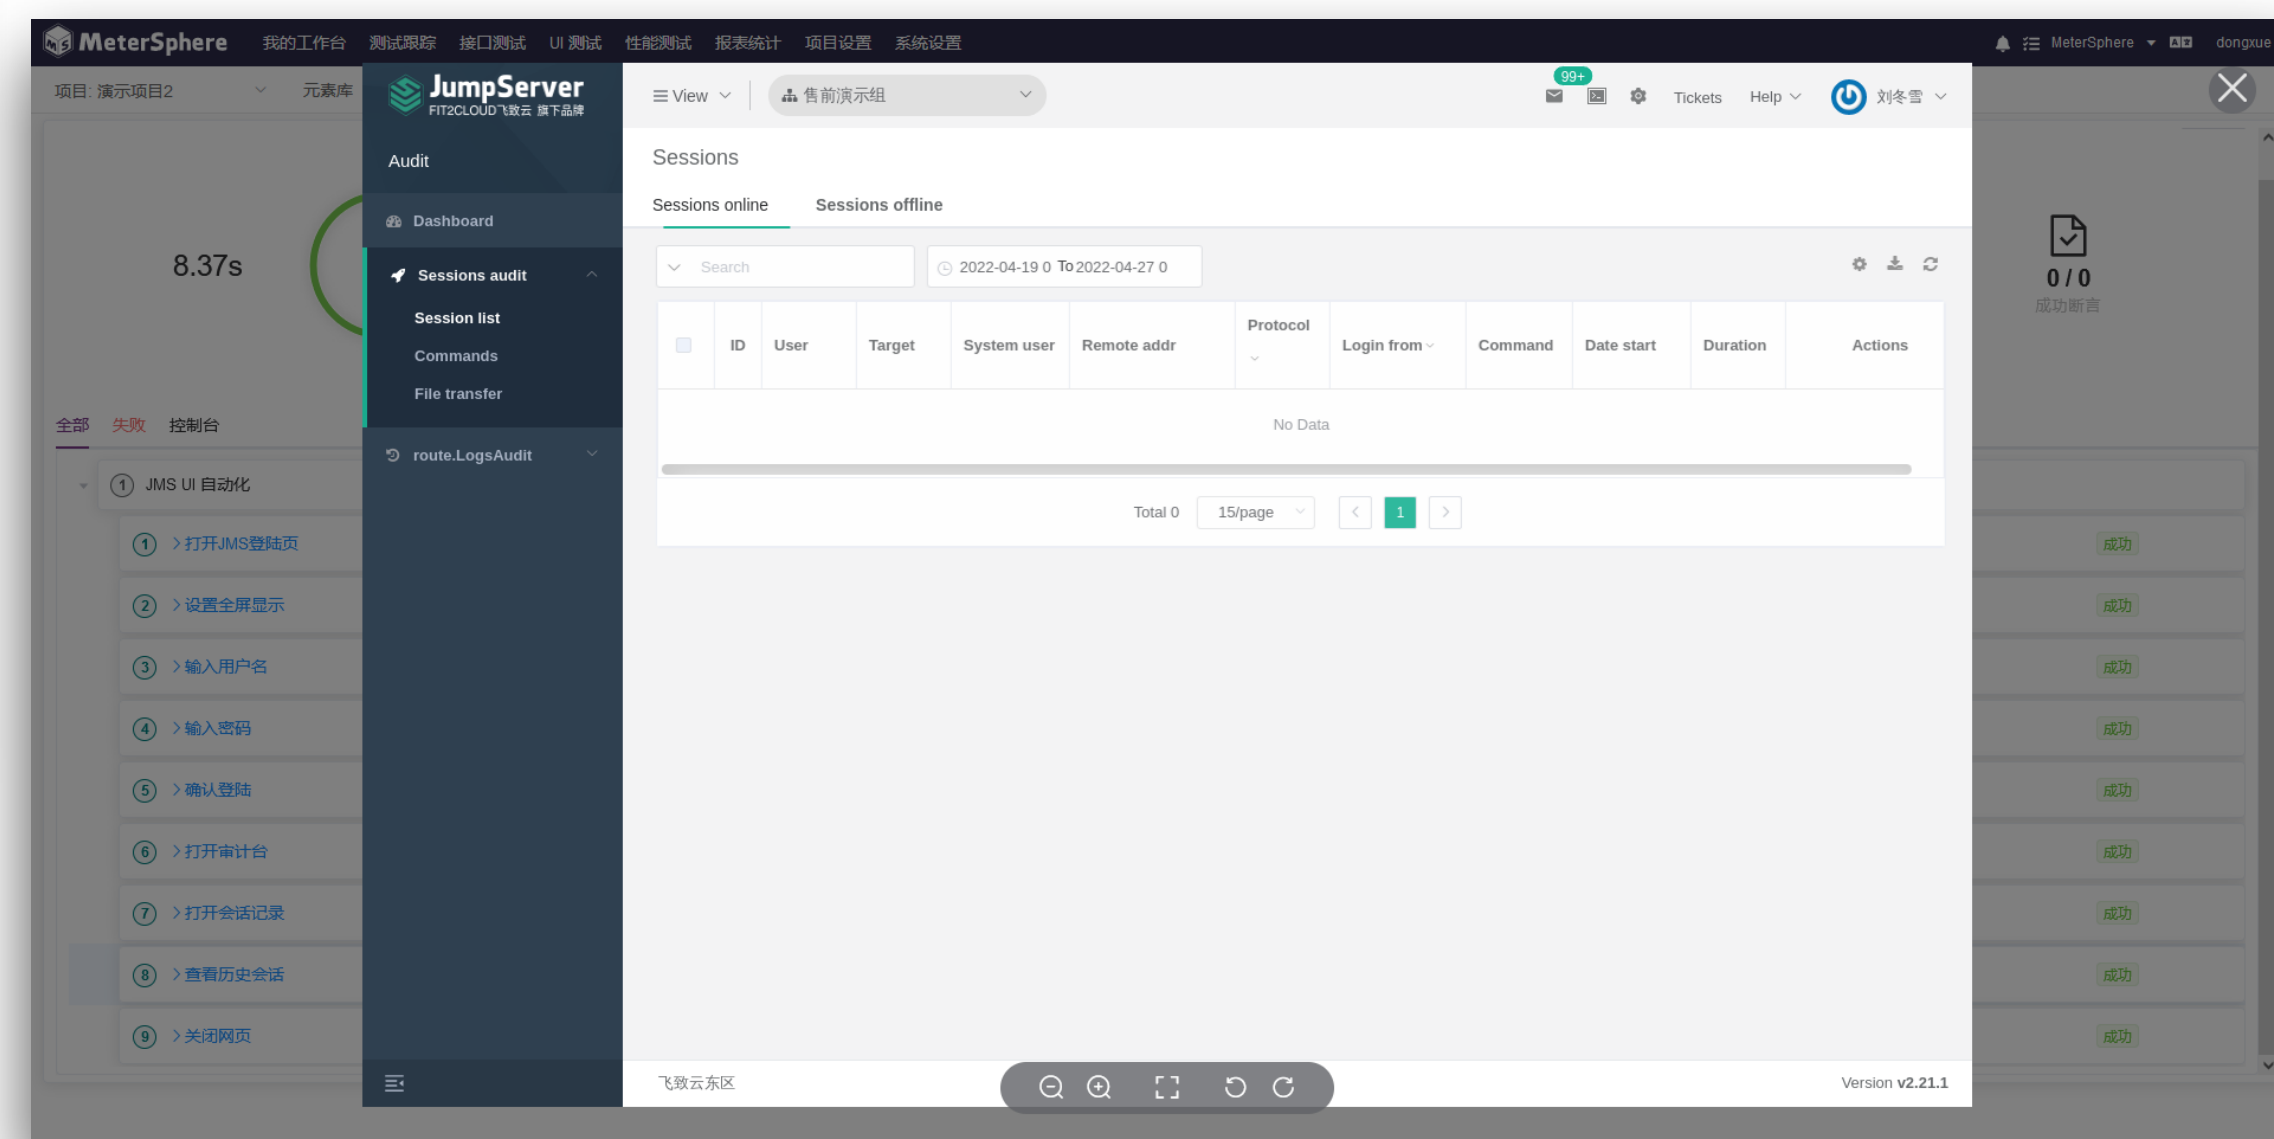 MeterSphere 我的工作台 测试跟踪 接口测试 UI 测试 性能测试 报表统计 项目设置 系统设置 MeterSphere dongxue
项目: 演示项目2 元素库
8.37s
0 / 0
成功断言
全部 失败 控制台
1 JMS UI 自动化
1 打开JMS登陆页 成功
2 设置全屏显示 成功
3 输入用户名 成功
4 输入密码 成功
5 确认登陆 成功
6 打开审计台 成功
7 打开会话记录 成功
8 查看历史会话 成功
9 关闭网页 成功
JumpServer
FIT2CLOUD飞致云 旗下品牌
Audit
Dashboard
Sessions audit
Session list
Commands
File transfer
route.LogsAudit
View 售前演示组 99+ Tickets Help 刘冬雪
Sessions
Sessions online Sessions offline
Search 2022-04-19 0 To 2022-04-27 0
ID User Target System user Remote addr Protocol Login from Command Date start Duration Actions
No Data
Total 0 15/page 1
飞致云东区 Version v2.21.1